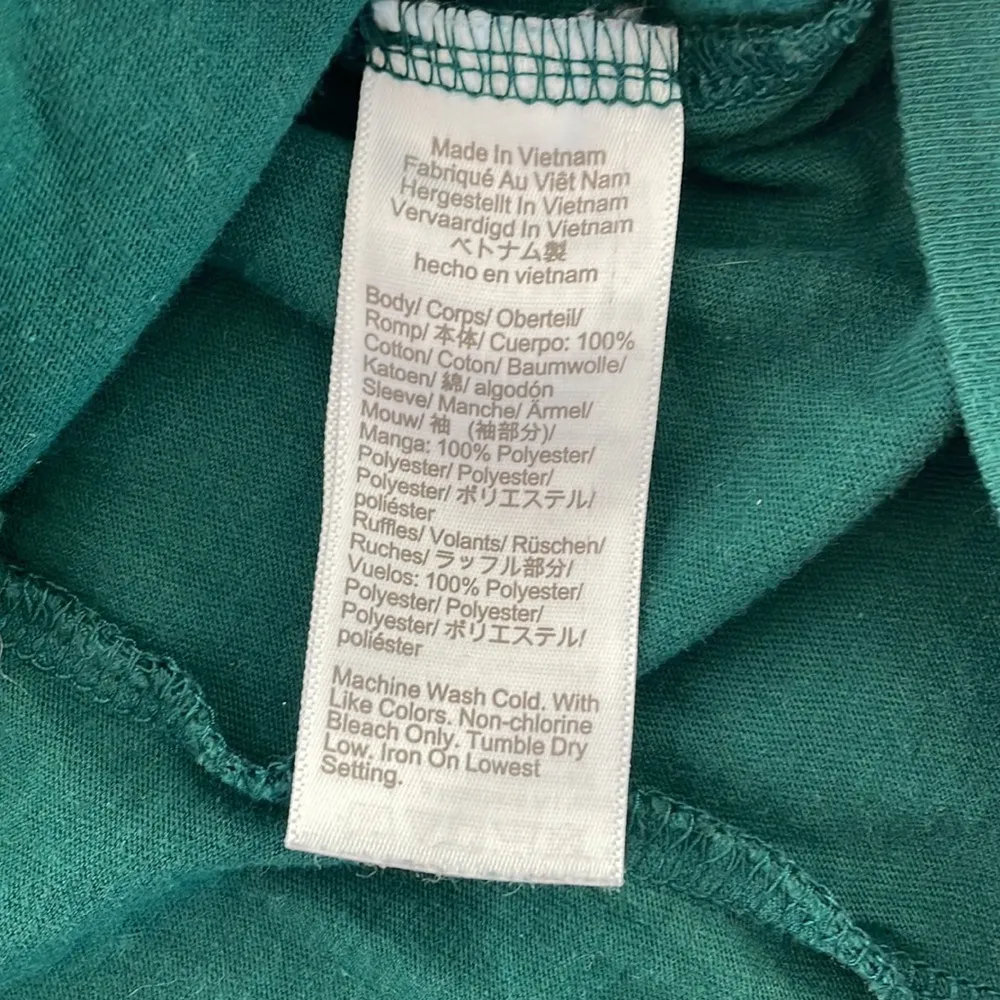 Made In Vietnam
Fabriqué Au Viêt Nam
Hergestellt In Vietnam
Vervaardigd In Vietnam
ベトナム製
hecho en vietnam
Body/ Corps/ Oberteil/
Romp/ 本体/ Cuerpo: 100%
Cotton/ Coton/ Baumwolle/
Katoen/ 綿/ algodón
Sleeve/ Manche/ Ärmel/
Mouw/ 袖 (袖部分)/
Manga: 100% Polyester/
Polyester/ Polyester/
Polyester/ ポリエステル/
poliéster
Ruffles/ Volants/ Rüschen/
Ruches/ ラッフル部分/
Vuelos: 100% Polyester/
Polyester/ Polyester/
Polyester/ ポリエステル/
poliéster
Machine Wash Cold. With
Like Colors. Non-chlorine
Bleach Only. Tumble Dry
Low. Iron On Lowest
Setting.